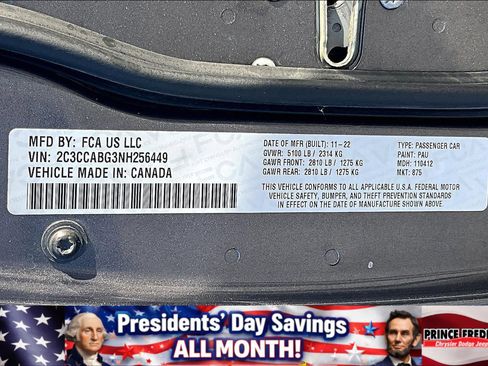 MFD BY: FCA US LLC
VIN: 2C3CCABG3NH256449
VEHICLE MADE IN: CANADA
DATE OF MFR (BUILT): 11-22
GVWR: 5100 LB / 2314 KG
GAWR FRONT: 2810 LB / 1275 KG
GAWR REAR: 2810 LB / 1275 KG
TYPE: PASSENGER CAR
PAINT: PAU
MDH: 110412
MKT: 875
THIS VEHICLE CONFORMS TO ALL APPLICABLE U.S.A. FEDERAL MOTOR
VEHICLE SAFETY, BUMPER, AND THEFT PREVENTION STANDARDS
IN EFFECT ON THE DATE OF MANUFACTURE SHOWN ABOVE.
Presidents' Day Savings
ALL MONTH!
PRINCE FRED
Chrysler Dodge Jeep